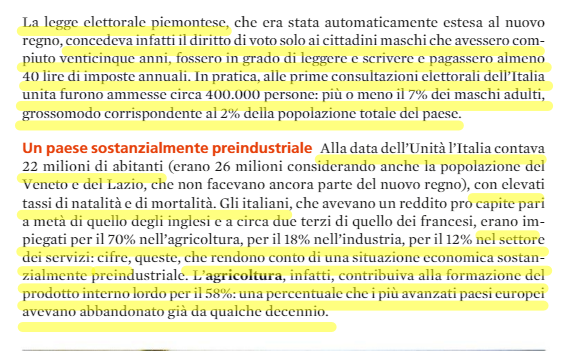 La legge elettorale piemontese, che era stata automaticamente estesa al nuovo
regno, concedeva infatti il diritto di voto solo ai cittadini maschi che avessero com-
piuto venticinque anni, fossero in grado di leggere e scrivere e pagassero almeno
40 lire di imposte annuali. In pratica, alle prime consultazioni elettorali dell'Italia
unita furono ammesse circa 400.000 persone: più o meno il 7% dei maschi adulti,
grossomodo corrispondente al 2% della popolazione totale del paese.
Un paese sostanzialmente preindustriale Alla data dell'Unità l'Italia contava
22 milioni di abitanti (erano 26 milioni considerando anche la popolazione del
Veneto e del Lazio, che non facevano ancora parte del nuovo regno), con elevati
tassi di natalità e di mortalità. Gli italiani, che avevano un reddito pro capite pari
a metà di quello degli inglesi e a circa due terzi di quello dei francesi, erano im-
piegati per il 70% nell'agricoltura, per il 18% nell'industria, per il 12% nel settore
dei servizi: cifre, queste, che rendono conto di una situazione economica sostan-
zialmente preindustriale. L'agricoltura, infatti, contribuiva alla formazione del
prodotto interno lordo per il 58%: una percentuale che i più avanzati paesi europei
avevano abbandonato già da qualche decennio.